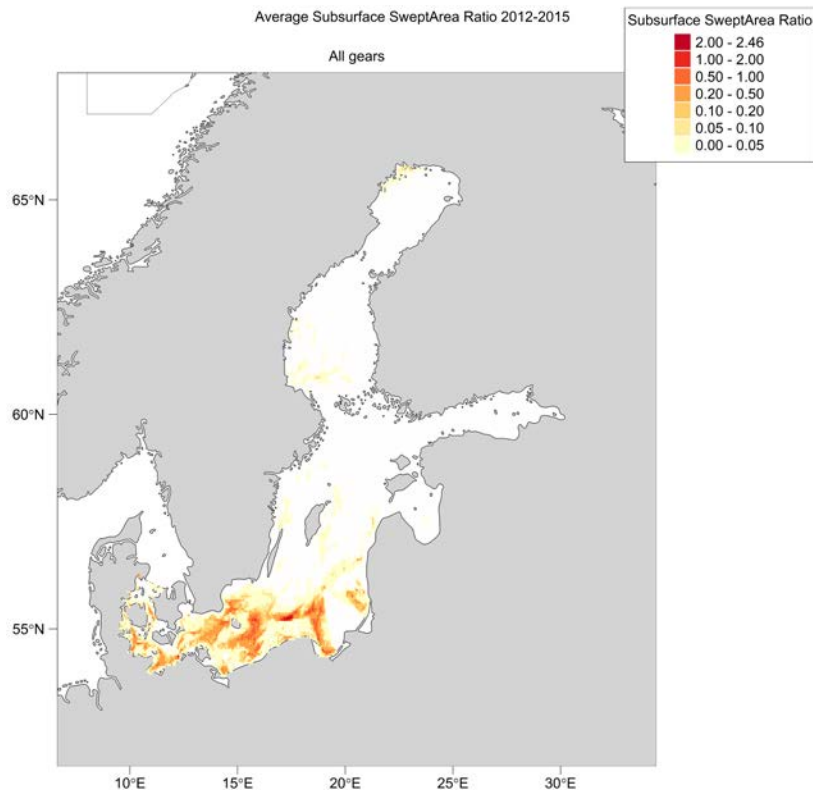 Average Subsurface SweptArea Ratio 2012-2015
All gears
Subsurface SweptArea Ratio
2.00 - 2.46
1.00 - 2.00
0.50 - 1.00
0.20 - 0.50
0.10 - 0.20
0.05 - 0.10
0.00 - 0.05
65°N
60°N
55°N
10°E
15°E
20°E
25°E
30°E